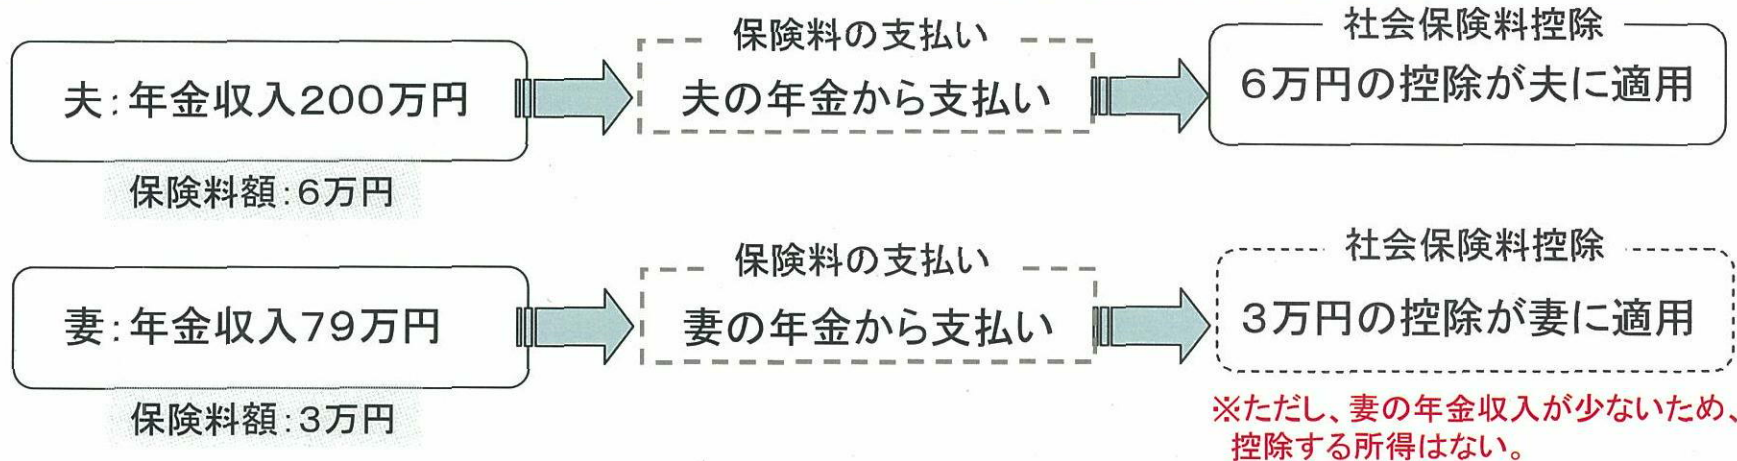 保険料の支払い
社会保険料控除
夫:年金収入200万円
夫の年金から支払い
6万円の控除が夫に適用
保険料額:6万円
保険料の支払い
社会保険料控除
妻:年金収入79万円
妻の年金から支払い
3万円の控除が妻に適用
保険料額:3万円
※ただし、妻の年金収入が少ないため、
控除する所得はない。